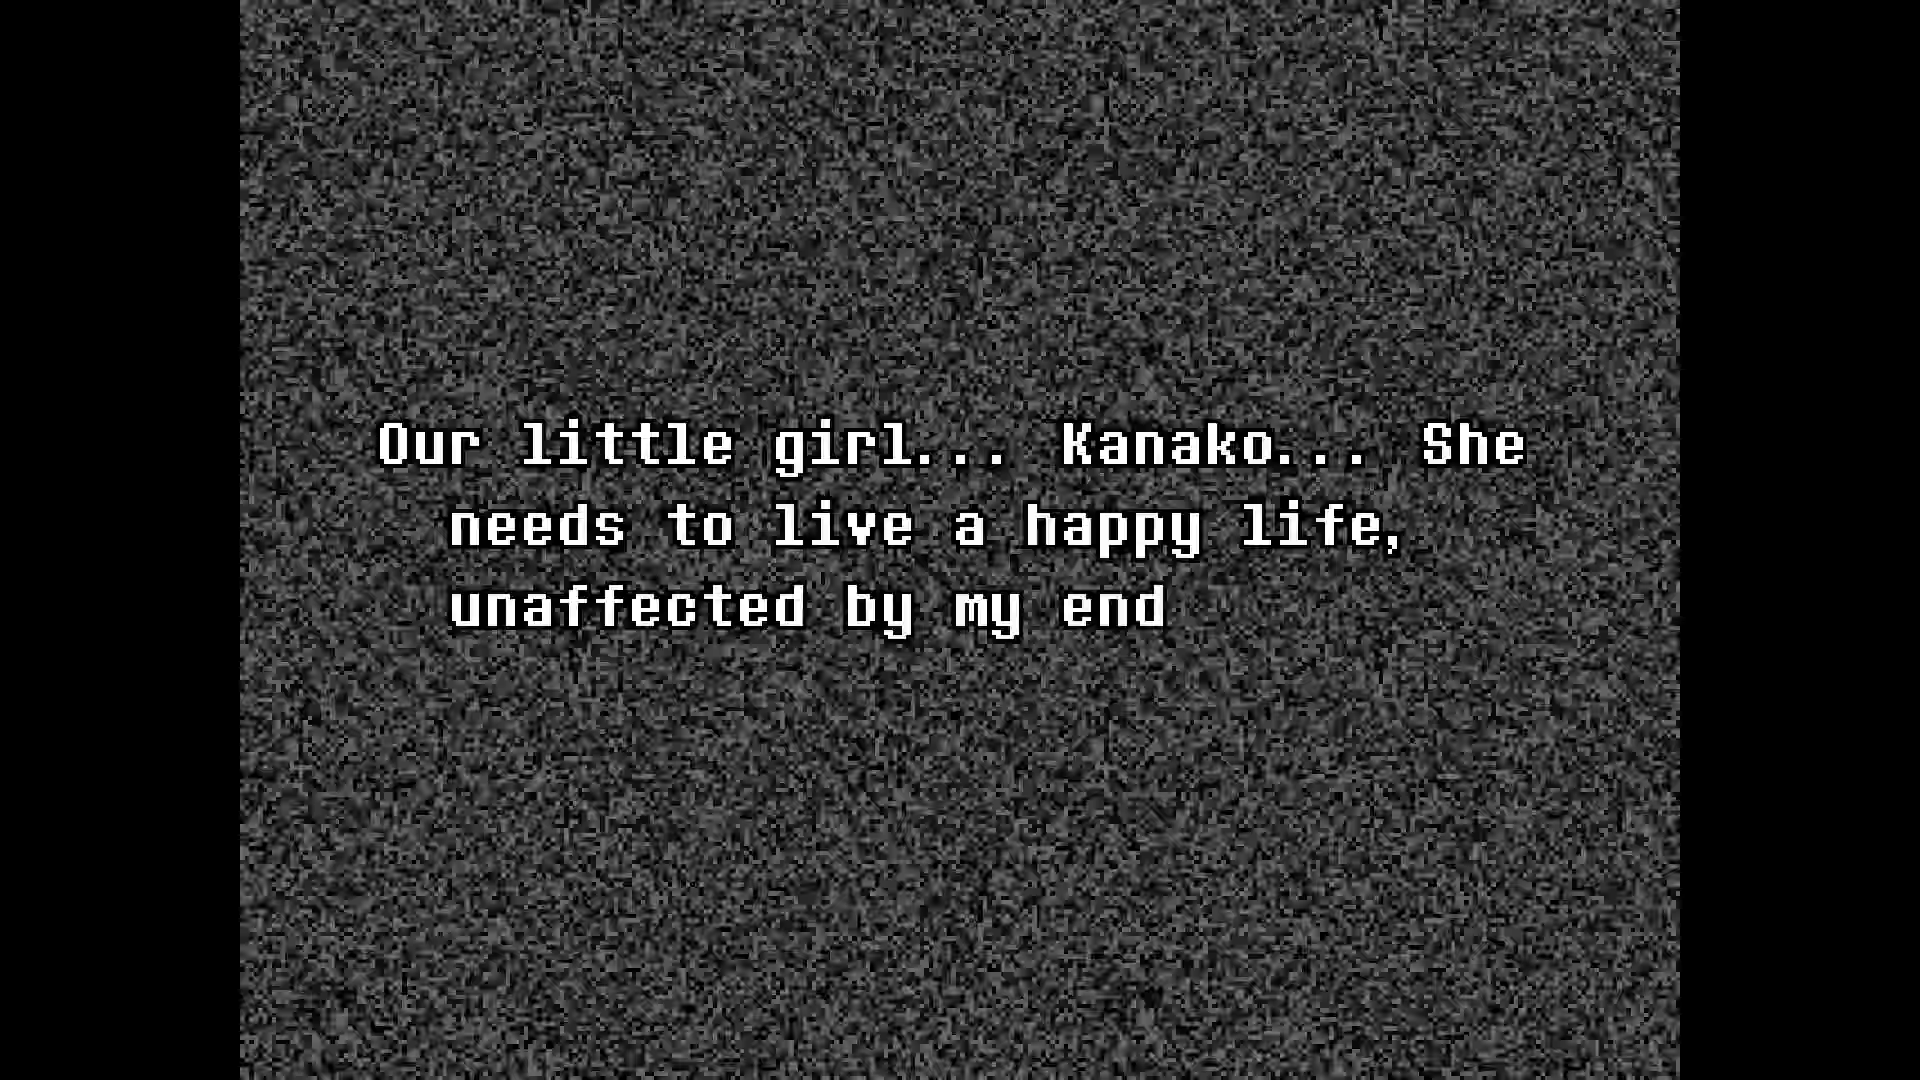 Our little girl... Kanako... She
needs to live a happy life,
unaffected by my end